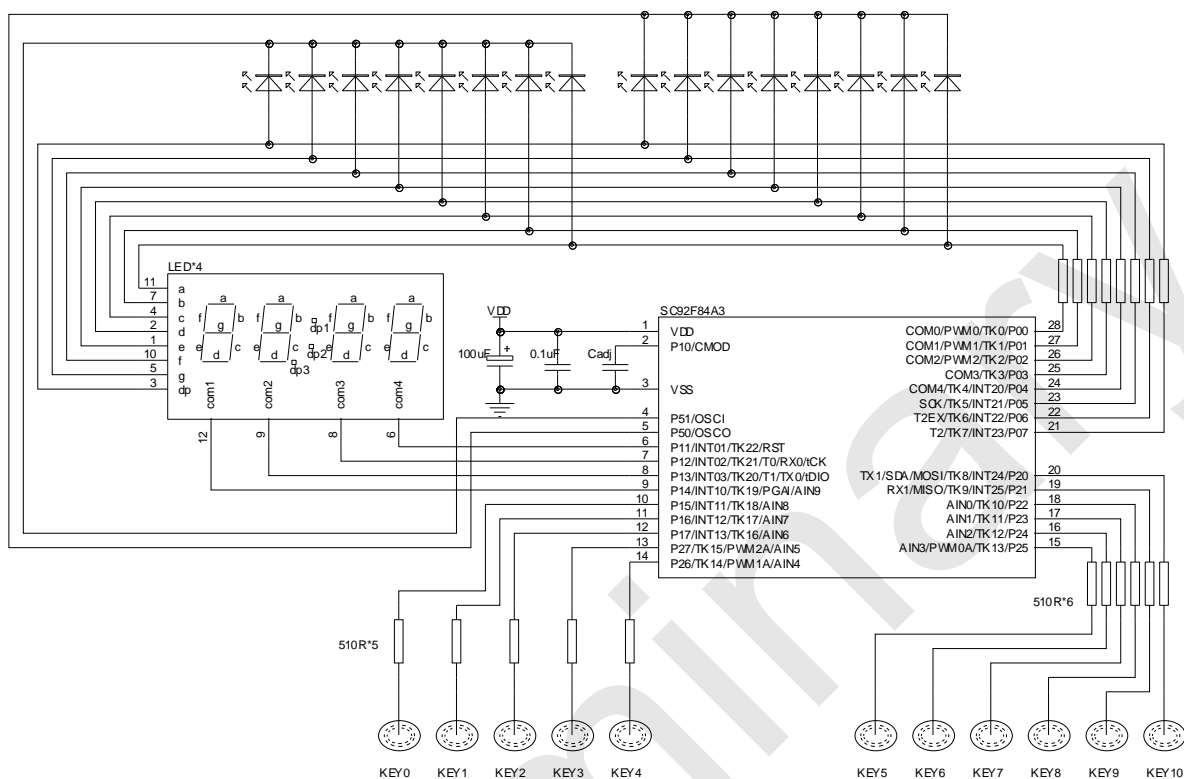 LED*4
11 a
7 b
4 c
2 d
1 e
10 f
5 g
3 dp
a a a a
f b f b dp1 f b f b
g g g g
e c e c dp2 e c e c
d d dp3 d d
com1 com2 com3 com4
12 9 8 6
VDD
100uF + 0.1uF Cadj
SC92F84A3
1 VDD
2 P10/CMOD
3 VSS
4 P51/OSCI
5 P50/OSCO
6 P11/INT01/TK22/RST
7 P12/INT02/TK21/T0/RX0/tCK
8 P13/INT03/TK20/T1/TX0/tDIO
9 P14/INT10/TK19/PGAI/AIN9
10 P15/INT11/TK18/AIN8
11 P16/INT12/TK17/AIN7
12 P17/INT13/TK16/AIN6
13 P27/TK15/PWM2A/AIN5
14 P26/TK14/PWM1A/AIN4
COM0/PWM0/TK0/P00 28
COM1/PWM1/TK1/P01 27
COM2/PWM2/TK2/P02 26
COM3/TK3/P03 25
COM4/TK4/INT20/P04 24
SCK/TK5/INT21/P05 23
T2EX/TK6/INT22/P06 22
T2/TK7/INT23/P07 21
TX1/SDA/MOSI/TK8/INT24/P20 20
RX1/MISO/TK9/INT25/P21 19
AIN0/TK10/P22 18
AIN1/TK11/P23 17
AIN2/TK12/P24 16
AIN3/PWM0A/TK13/P25 15
510R*5
510R*6
KEY0 KEY1 KEY2 KEY3 KEY4 KEY5 KEY6 KEY7 KEY8 KEY9 KEY10
minary